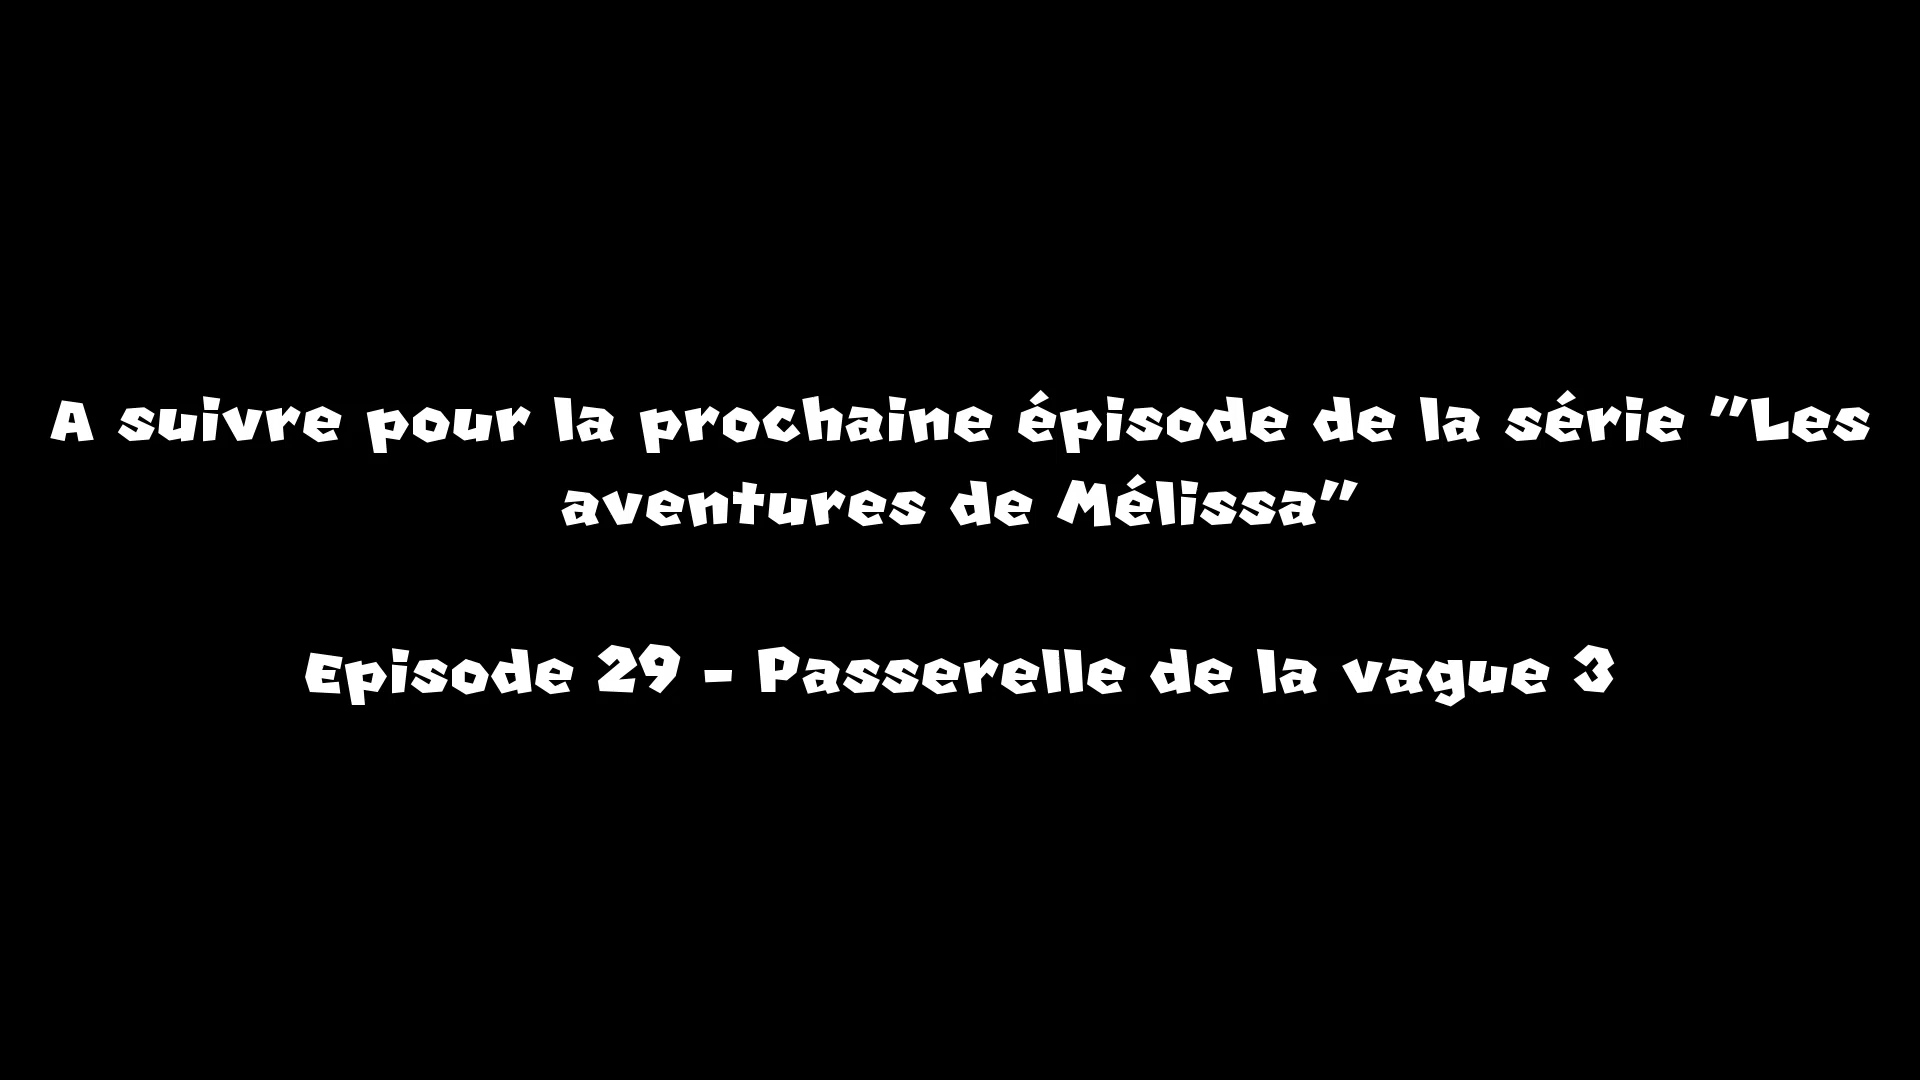 A suivre pour la prochaine épisode de la série "Les
aventures de Mélissa"
Episode 29 - Passerelle de la vague 3